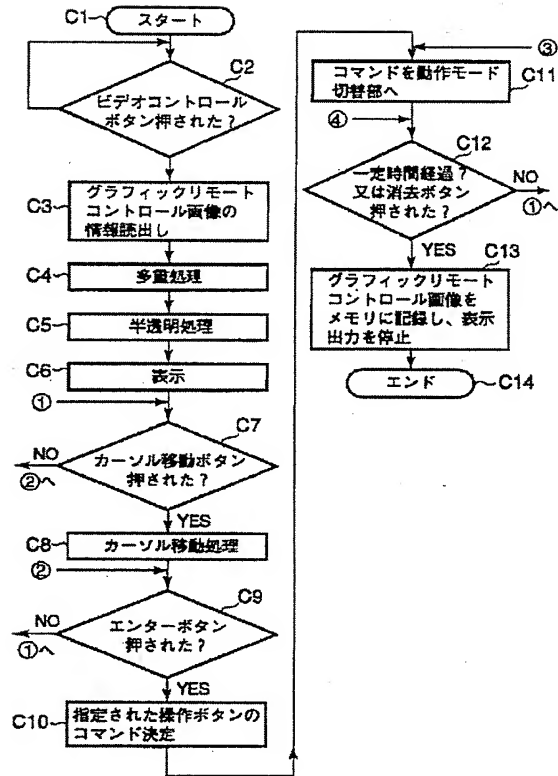 C1
スタート
C2
ビデオコントロール
ボタン押された？
C3
グラフィックリモート
コントロール画像の
情報読出し
C4
多重処理
C5
半透明処理
C6
表示
①
C7
カーソル移動ボタン
押された？
NO
②へ
YES
C8
カーソル移動処理
②
C9
エンターボタン
押された？
NO
①へ
YES
C10
指定された操作ボタンの
コマンド決定
③
C11
コマンドを動作モード
切替部へ
④
C12
一定時間経過？
又は消去ボタン
押された？
NO
①へ
YES
C13
グラフィックリモート
コントロール画像を
メモリに記録し、表示
出力を停止
エンド
C14